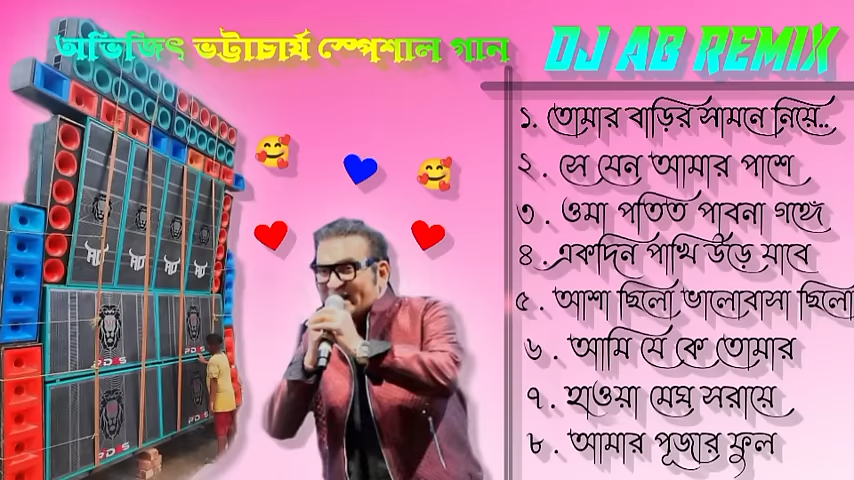 অভিজিৎ ভট্টাচার্য স্পেশাল গান
DJ AB REMIX
১. তোমার বাড়ির সামনে নিয়ে..
২. সে যেন আমার পাশে
৩. ওমা পতিত পাবনা গঙ্গে
৪. একদিন পাখি উড়ে যাবে
৫. আশা ছিলো ভালোবাসা ছিলো
৬. আমি যে কে তোমার
৭. হাওয়া মেঘ সরায়ে
৮. আমার পূজার ফুল